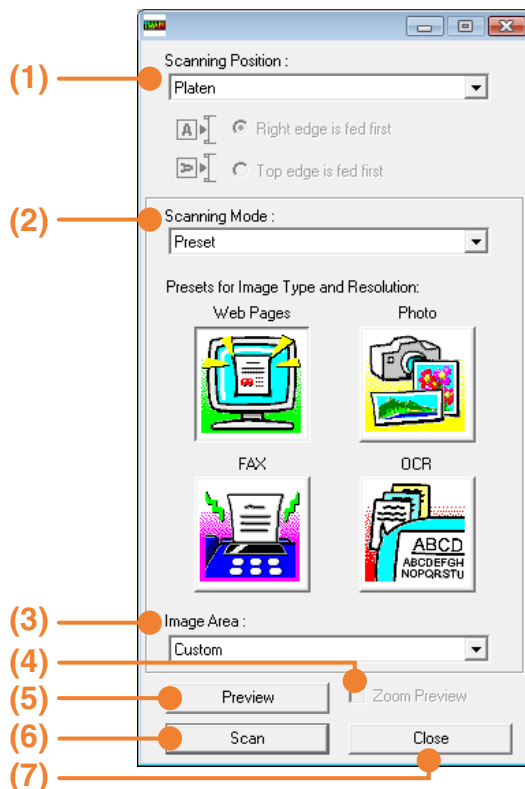 Scanning Position :
(1)
Platen
A
Right edge is fed first
A
Top edge is fed first
(2)
Scanning Mode :
Preset
Presets for Image Type and Resolution:
Web Pages Photo
FAX OCR
ABCD
ABCDEFGH
NOPQRSTU
(3)
Image Area :
Custom
(4)
(5)
Preview Zoom Preview
(6)
Scan Close
(7)